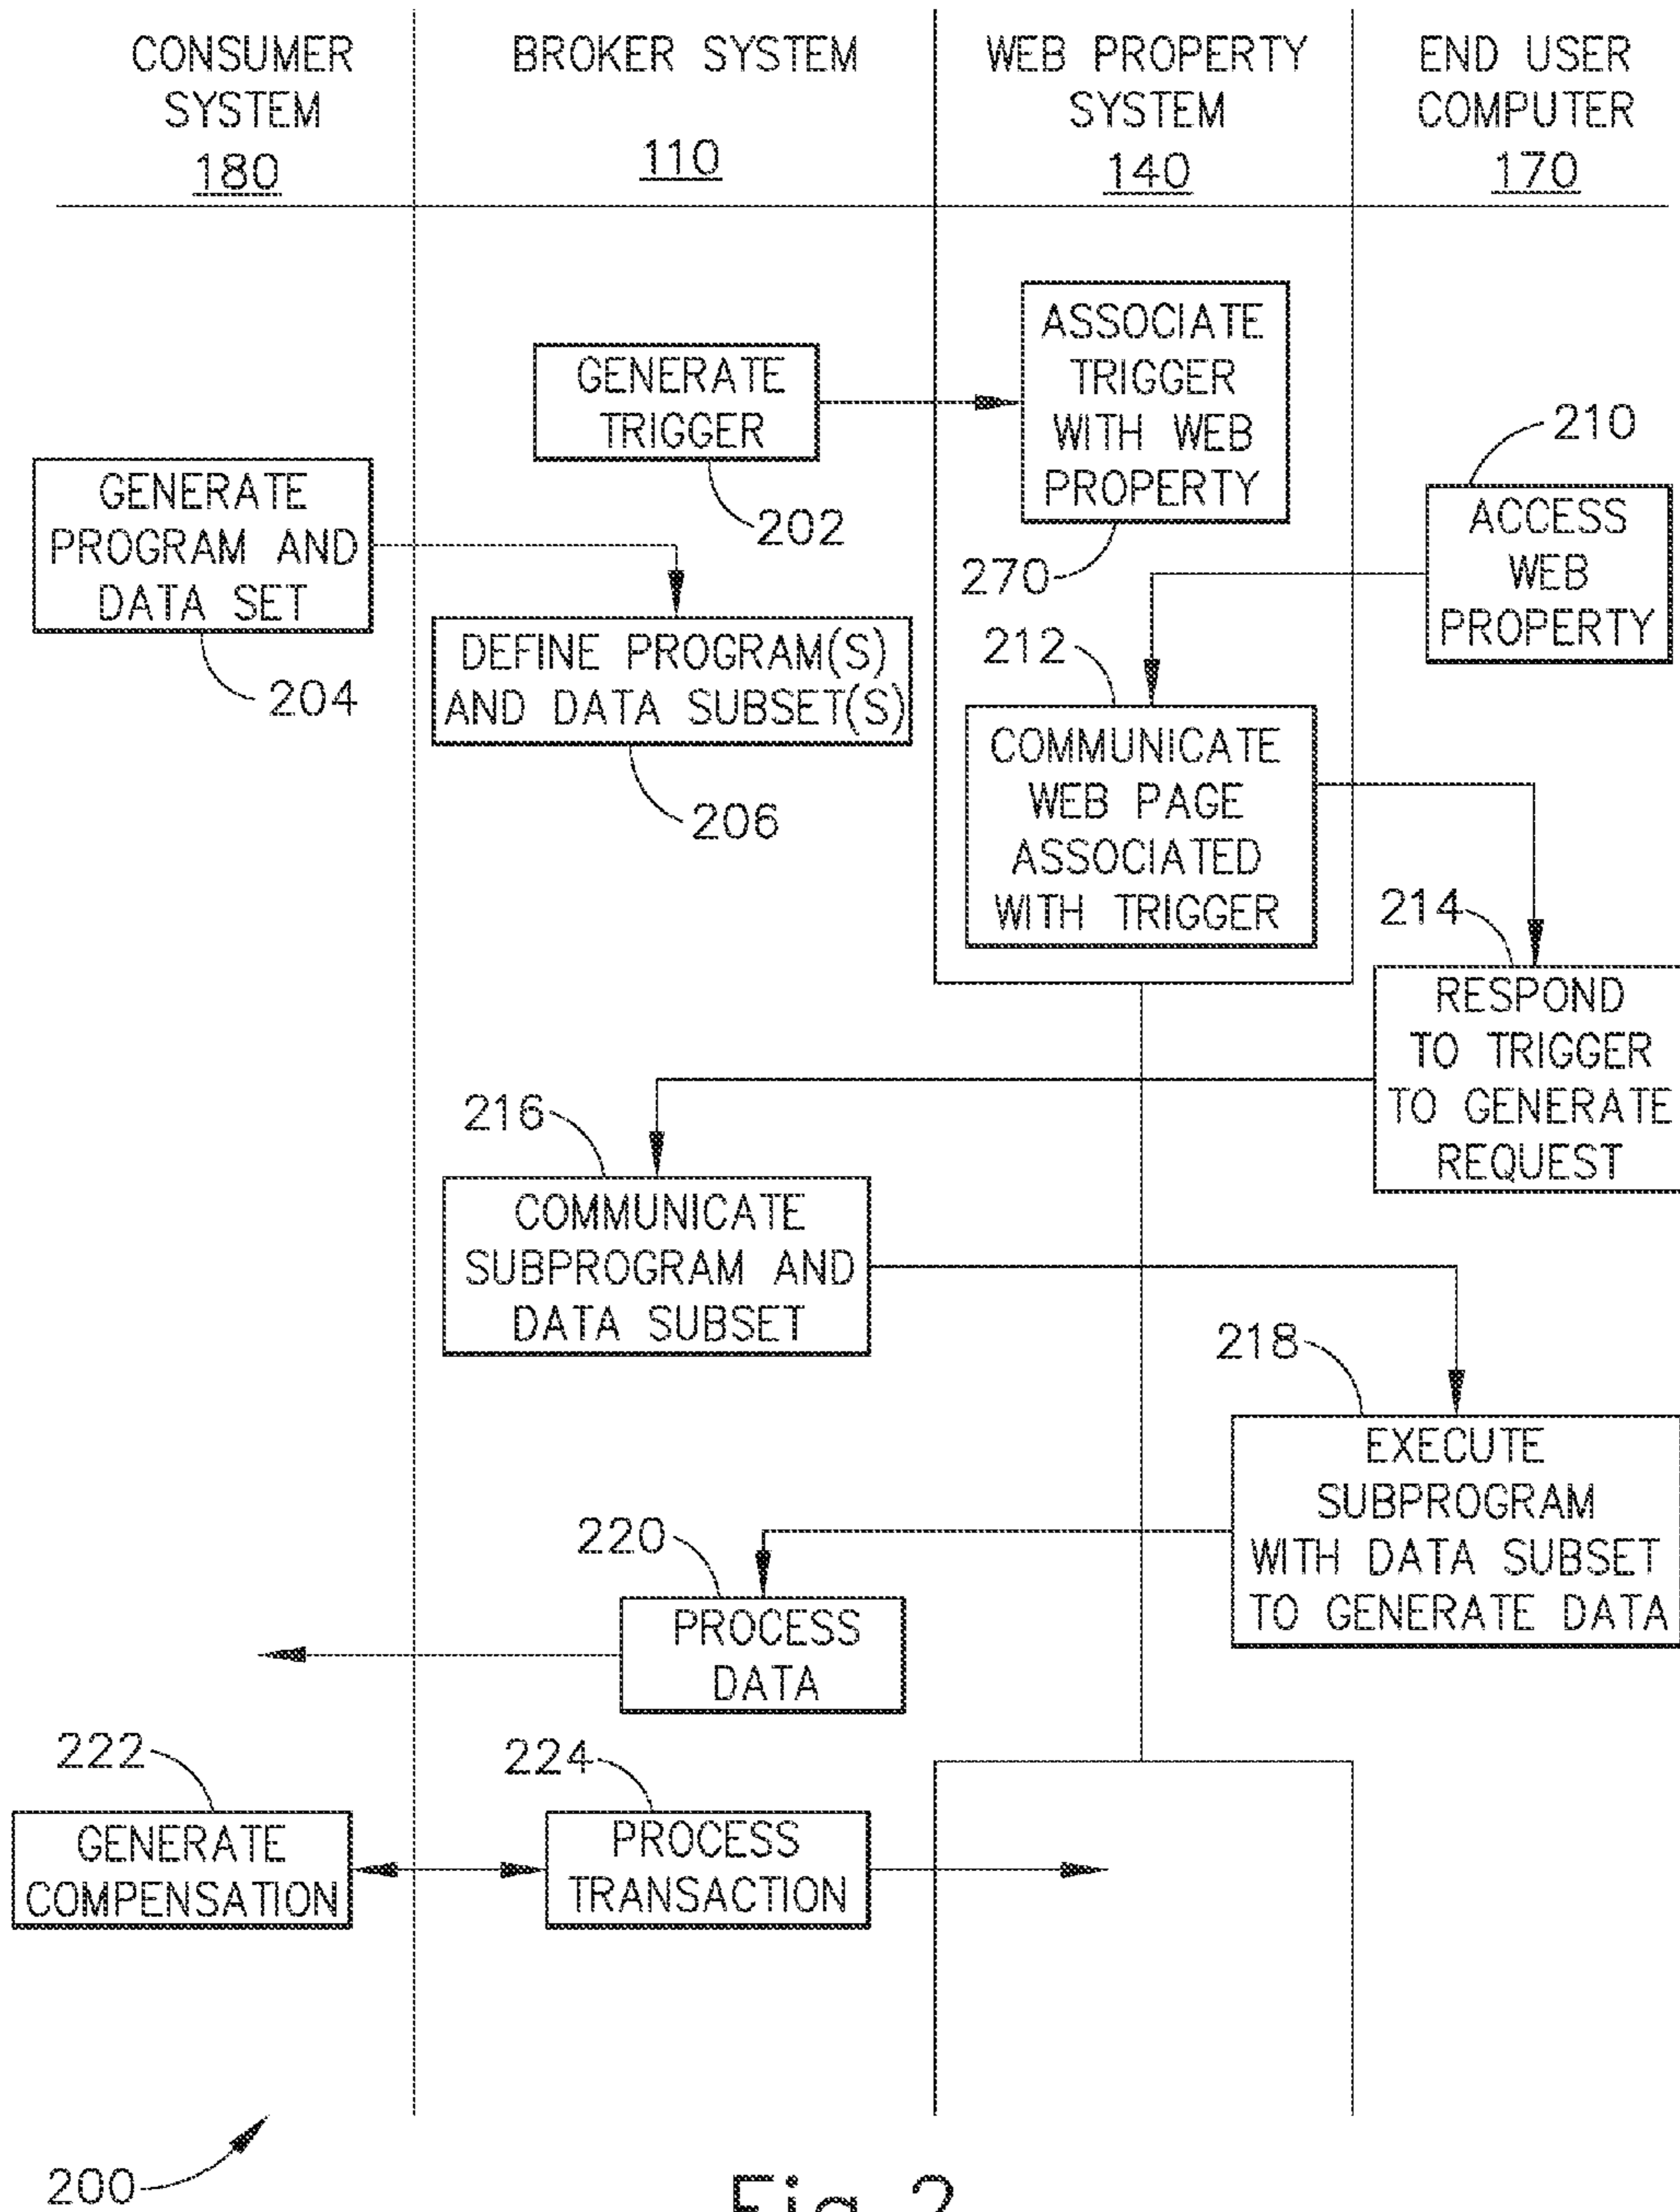 CONSUMER
SYSTEM
180
BROKER SYSTEM
110
WEB PROPERTY
SYSTEM
140
END USER
COMPUTER
170
GENERATE
TRIGGER
202
ASSOCIATE
TRIGGER
WITH WEB
PROPERTY
270
GENERATE
PROGRAM AND
DATA SET
204
DEFINE PROGRAM(S)
AND DATA SUBSET(S)
206
210
ACCESS
WEB
PROPERTY
212
COMMUNICATE
WEB PAGE
ASSOCIATED
WITH TRIGGER
214
RESPOND
TO TRIGGER
TO GENERATE
REQUEST
216
COMMUNICATE
SUBPROGRAM AND
DATA SUBSET
218
EXECUTE
SUBPROGRAM
WITH DATA SUBSET
TO GENERATE DATA
220
PROCESS
DATA
222
GENERATE
COMPENSATION
224
PROCESS
TRANSACTION
200
Fig. 2